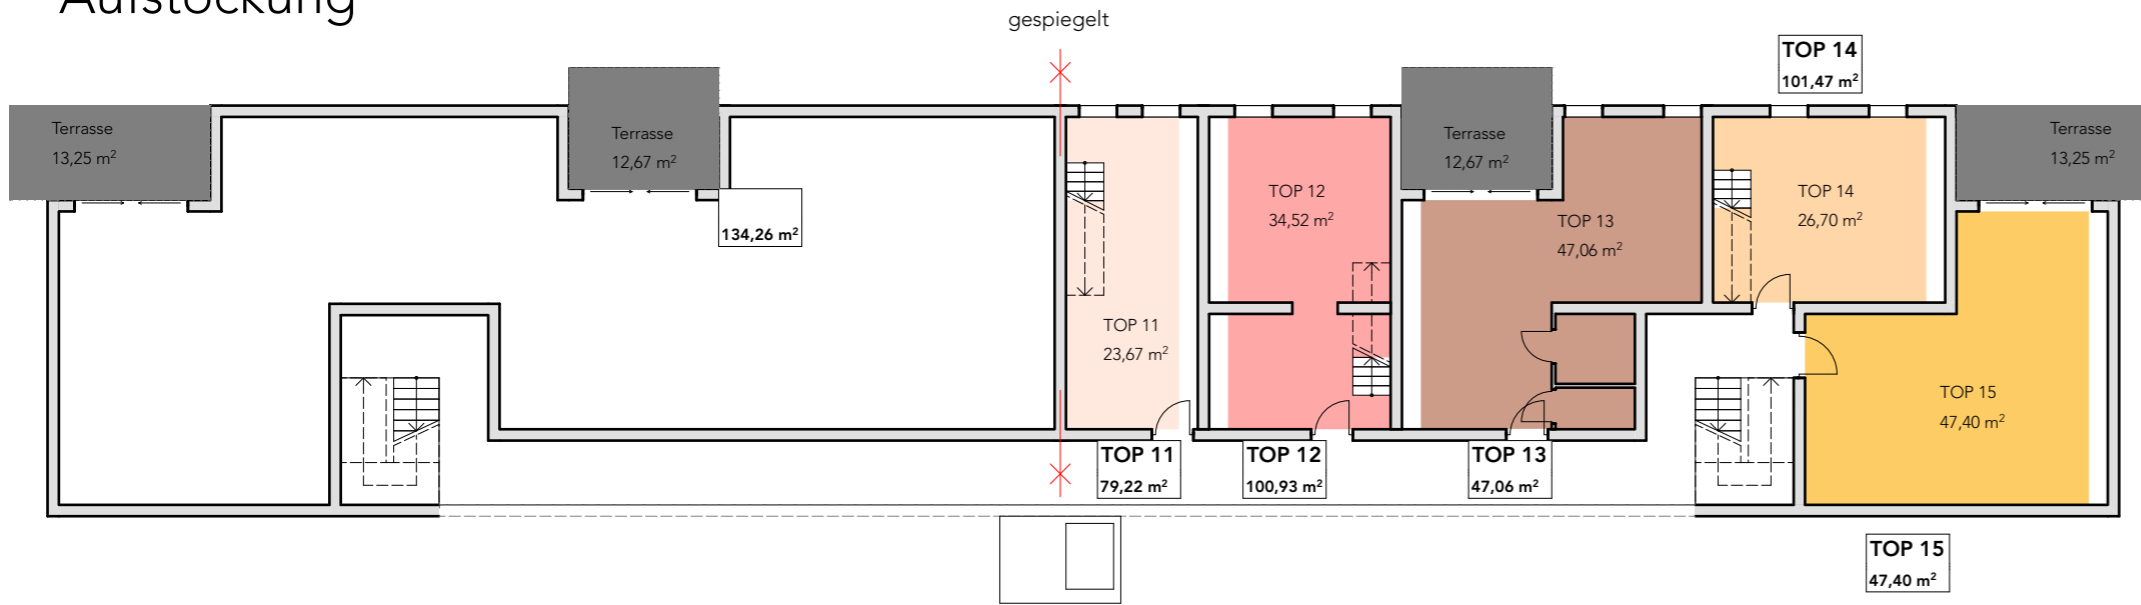 Aufstockung
gespiegelt
TOP 14
101,47 m²
Terrasse
13,25 m²
Terrasse
12,67 m²
Terrasse
12,67 m²
Terrasse
13,25 m²
134,26 m²
TOP 12
34,52 m²
TOP 13
47,06 m²
TOP 14
26,70 m²
TOP 11
23,67 m²
TOP 15
47,40 m²
TOP 11
79,22 m²
TOP 12
100,93 m²
TOP 13
47,06 m²
TOP 15
47,40 m²